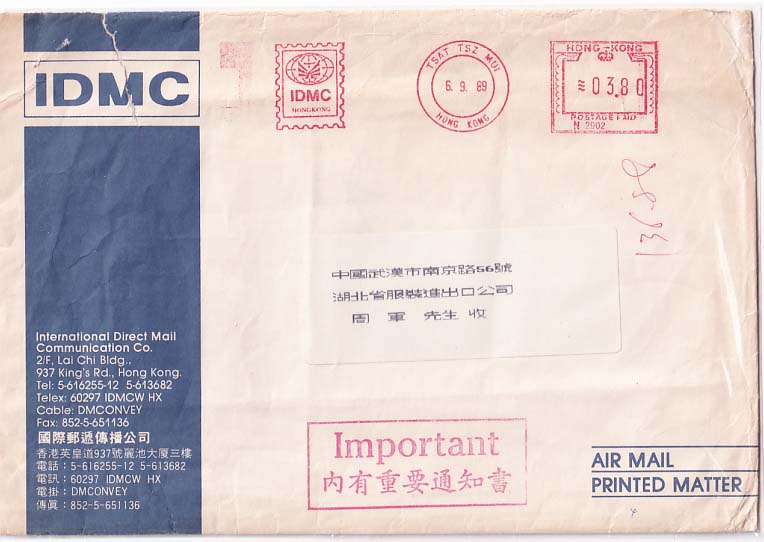 IDMC
IDMC
HONGKONG
TSAT TSZ MUI
6. 9. 89
HONG KONG
HONG-KONG
03.80
POSTAGE PAID
N 2902
中國武漢市南京路56號
湖北省服裝進出口公司
周 軍 先生 收
International Direct Mail
Communication Co.
2/F, Lai Chi Bldg.,
937 King's Rd., Hong Kong.
Tel: 5-616255-12 5-613682
Telex: 60297 IDMCW HX
Cable: DMCONVEY
Fax: 852-5-651136
國際郵遞傳播公司
香港英皇道937號麗池大厦三樓
電話：5-616255-12 5-613682
電訊：60297 IDMCW HX
電掛：DMCONVEY
傳眞：852-5-651136
Important
內有重要通知書
AIR MAIL
PRINTED MATTER